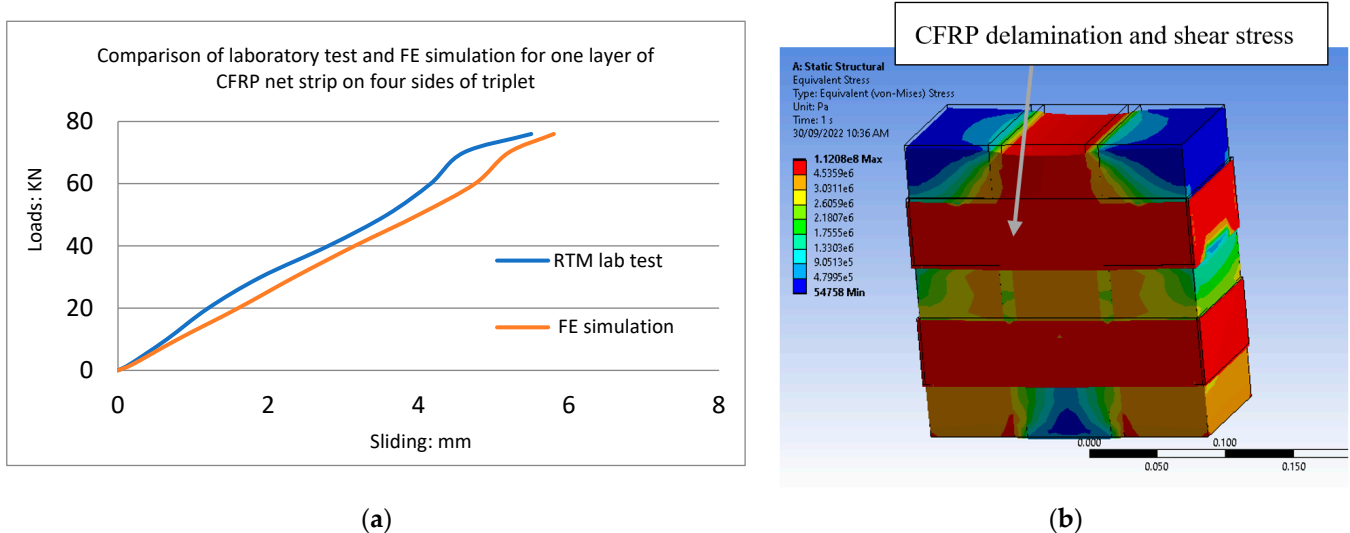 Comparison of laboratory test and FE simulation for one layer of
CFRP net strip on four sides of triplet
Loads: KN
80
60
40
20
0
RTM lab test
FE simulation
0
2
4
6
8
Sliding: mm
(a)
CFRP delamination and shear stress
A: Static Structural
Equivalent Stress
Type: Equivalent (von-Mises) Stress
Unit: Pa
Time: 1 s
30/09/2022 10:36 AM
1.1208e8 Max
4.5359e6
3.0311e6
2.6059e6
2.1807e6
1.7555e6
1.3303e6
9.0513e5
4.7995e5
54758 Min
0.000
0.100
0.050
0.150
(b)